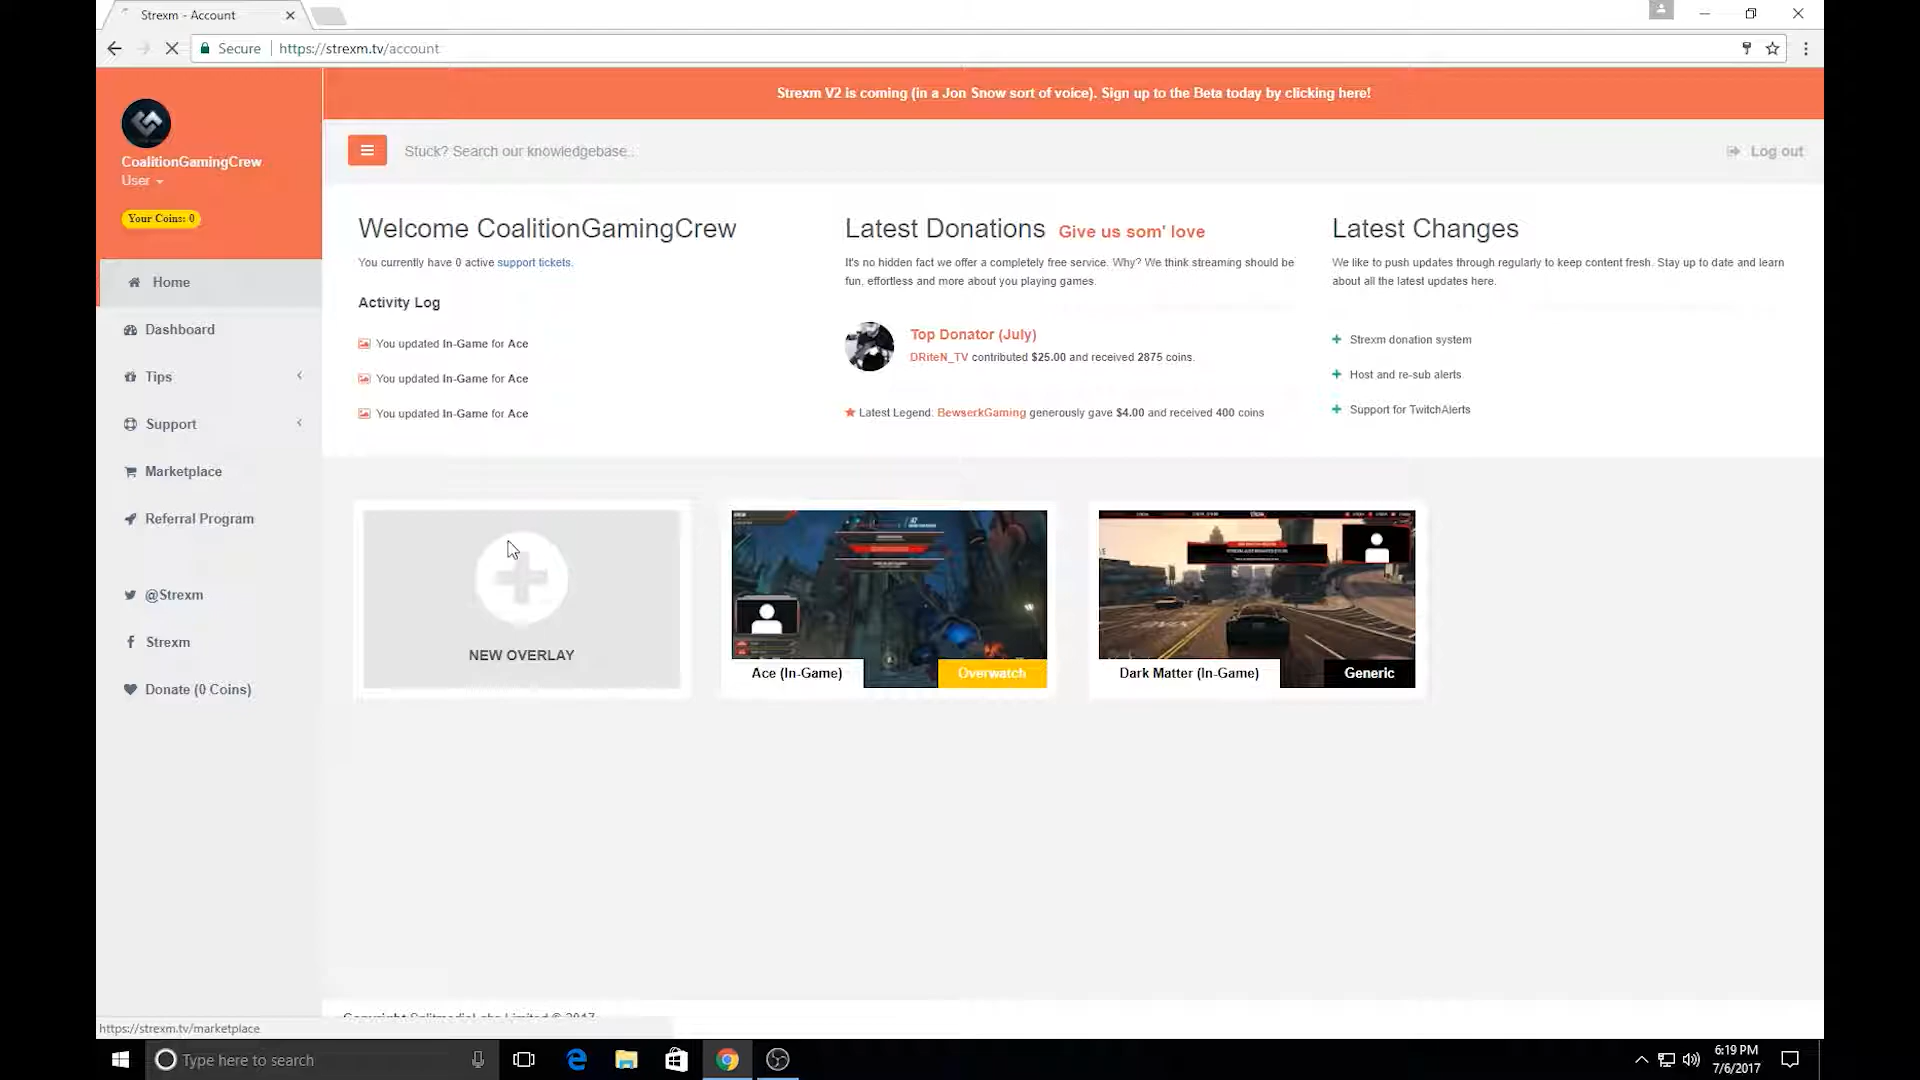 Strexm - Account
Secure
https://strexm.tv/account
CoalitionGamingCrew
User
Your Coins: 0
Home
Dashboard
Tips
Support
Marketplace
Referral Program
@Strexm
Strexm
Donate (0 Coins)
Strexm V2 is coming (in a Jon Snow sort of voice). Sign up to the Beta today by clicking here!
Stuck? Search our knowledgebase..
Log out
Welcome CoalitionGamingCrew
You currently have 0 active support tickets.
Activity Log
You updated In-Game for Ace
You updated In-Game for Ace
You updated In-Game for Ace
Latest Donations Give us som' love
It's no hidden fact we offer a completely free service. Why? We think streaming should be
fun, effortless and more about you playing games.
Top Donator (July)
DRiteN_TV contributed $25.00 and received 2875 coins.
Latest Legend: BewserkGaming generously gave $4.00 and received 400 coins
Latest Changes
We like to push updates through regularly to keep content fresh. Stay up to date and learn
about all the latest updates here.
Strexm donation system
Host and re-sub alerts
Support for TwitchAlerts
NEW OVERLAY
Ace (In-Game)
Overwatch
Dark Matter (In-Game)
Generic
Copyright SplitmediaLabs Limited © 2017
https://strexm.tv/marketplace
Type here to search
6:19 PM
7/6/2017